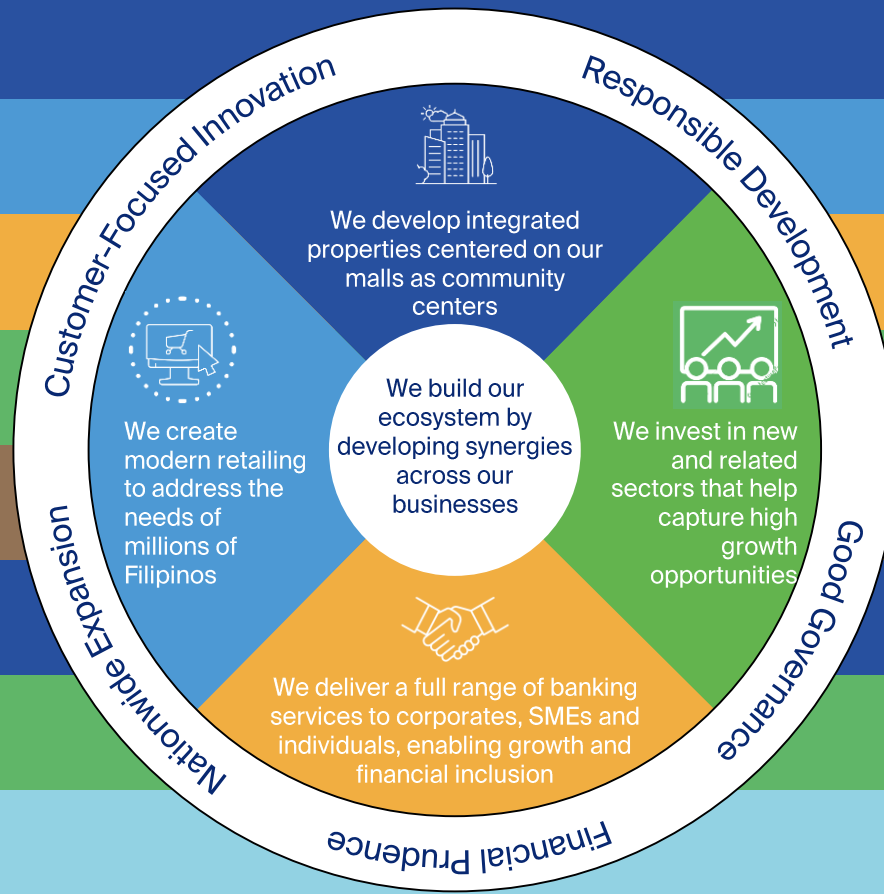 Customer-Focused Innovation
Responsible Development
We develop integrated
properties centered on our
malls as community
centers
We create
modern retailing
to address the
needs of
millions of
Filipinos
We build our
ecosystem by
developing synergies
across our
businesses
We invest in new
and related
sectors that help
capture high
growth
opportunities
We deliver a full range of banking
services to corporates, SMEs and
individuals, enabling growth and
financial inclusion
Nationwide Expansion
Good Governance
Financial Prudence